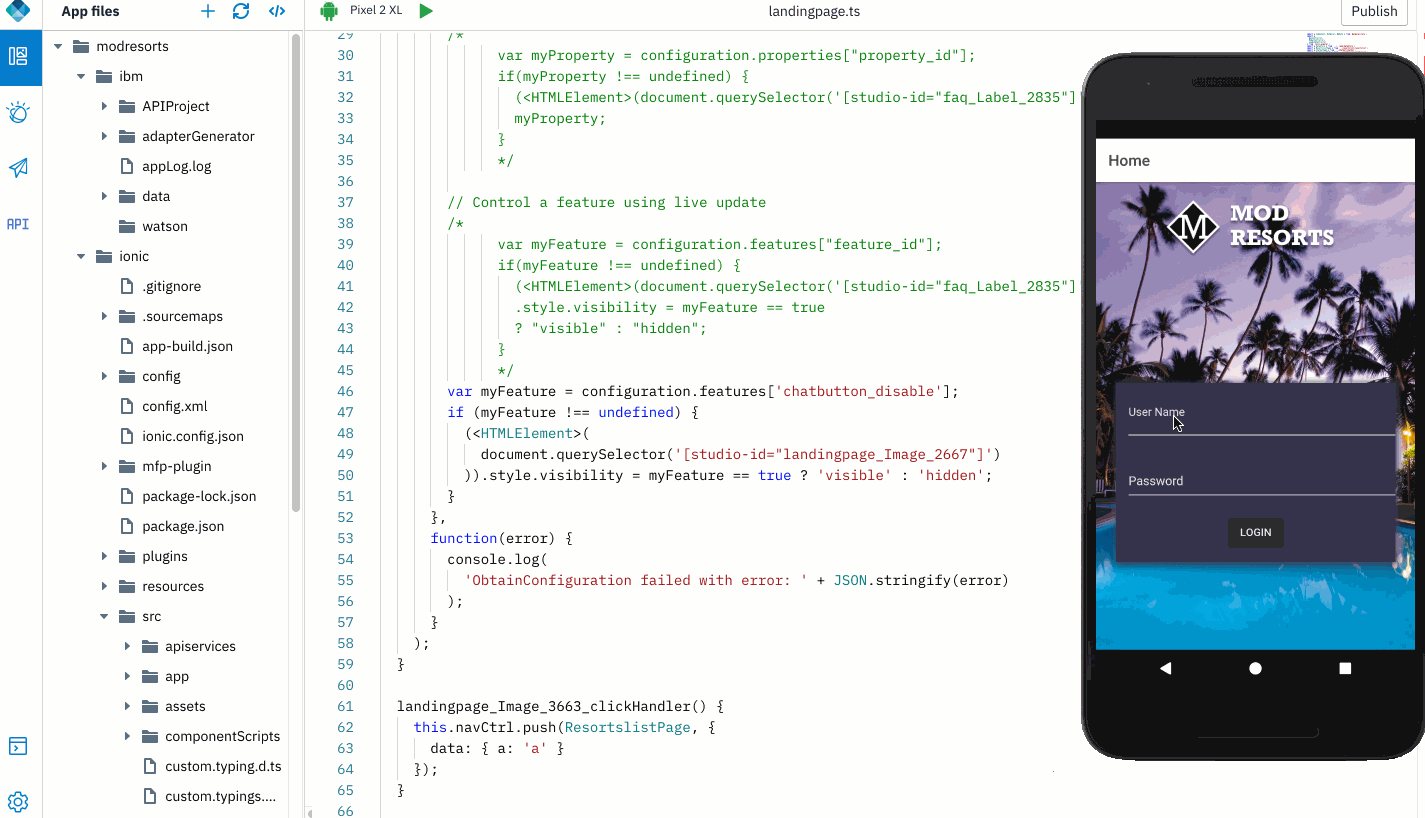 App files
Pixel 2 XL
landingpage.ts
Publish
API
modresorts
ibm
APIProject
adapterGenerator
appLog.log
data
watson
ionic
.gitignore
.sourcemaps
app-build.json
config
config.xml
ionic.config.json
mfp-plugin
package-lock.json
package.json
plugins
resources
src
apiservices
app
assets
componentScripts
custom.typing.d.ts
custom.typings....
29 /*
30 var myProperty = configuration.properties["property_id"];
31 if(myProperty !== undefined) {
32 (<HTMLElement>(document.querySelector('[studio-id="faq_Label_2835"]'
33 myProperty;
34 }
35 */
36
37 // Control a feature using live update
38 /*
39 var myFeature = configuration.features["feature_id"];
40 if(myFeature !== undefined) {
41 (<HTMLElement>(document.querySelector('[studio-id="faq_Label_2835"]'
42 .style.visibility = myFeature == true
43 ? "visible" : "hidden";
44 }
45 */
46 var myFeature = configuration.features['chatbutton_disable'];
47 if (myFeature !== undefined) {
48 (<HTMLElement>(
49 document.querySelector('[studio-id="landingpage_Image_2667"]')
50 )).style.visibility = myFeature == true ? 'visible' : 'hidden';
51 }
52 },
53 function(error) {
54 console.log(
55 'ObtainConfiguration failed with error: ' + JSON.stringify(error)
56 );
57 }
58 );
59 }
60
61 landingpage_Image_3663_clickHandler() {
62 this.navCtrl.push(ResortslistPage, {
63 data: { a: 'a' }
64 });
65 }
66
Home
M MOD
RESORTS
User Name
Password
LOGIN